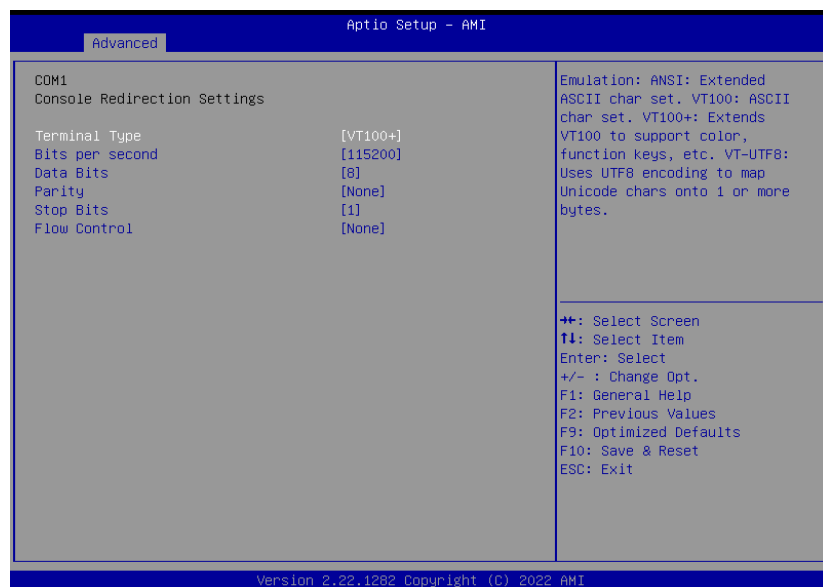 Aptio Setup – AMI
Advanced
COM1
Console Redirection Settings
Terminal Type [VT100+]
Bits per second [115200]
Data Bits [8]
Parity [None]
Stop Bits [1]
Flow Control [None]
Emulation: ANSI: Extended
ASCII char set. VT100: ASCII
char set. VT100+: Extends
VT100 to support color,
function keys, etc. VT-UTF8:
Uses UTF8 encoding to map
Unicode chars onto 1 or more
bytes.
→←: Select Screen
↑↓: Select Item
Enter: Select
+/- : Change Opt.
F1: General Help
F2: Previous Values
F9: Optimized Defaults
F10: Save & Reset
ESC: Exit
Version 2.22.1282 Copyright (C) 2022 AMI